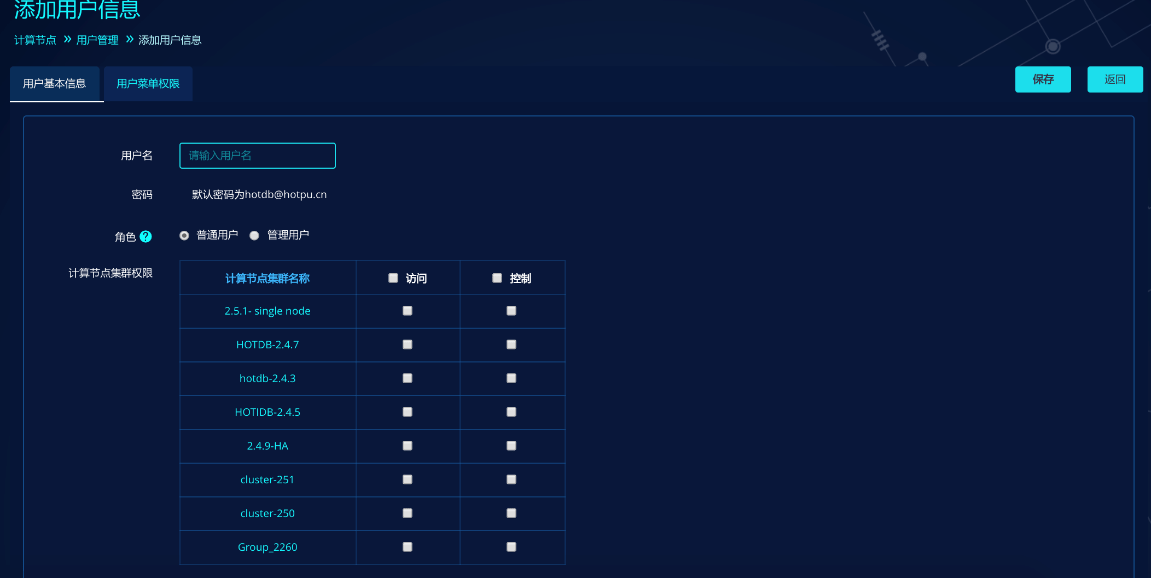 添加用户信息
计算节点 » 用户管理 » 添加用户信息
用户基本信息 用户菜单权限 保存 返回
用户名 请输入用户名
密码 默认密码为hotdb@hotpu.cn
角色 ? 普通用户 管理用户
计算节点集群权限 计算节点集群名称 访问 控制
2.5.1- single node
HOTDB-2.4.7
hotdb-2.4.3
HOTIDB-2.4.5
2.4.9-HA
cluster-251
cluster-250
Group_2260